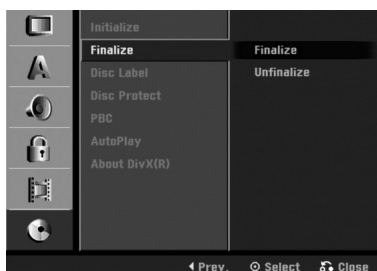 Initialize
Finalize
Disc Label
Disc Protect
PBC
AutoPlay
About DivX(R)
Finalize
Unfinalize
A
Prev.
Select
Close